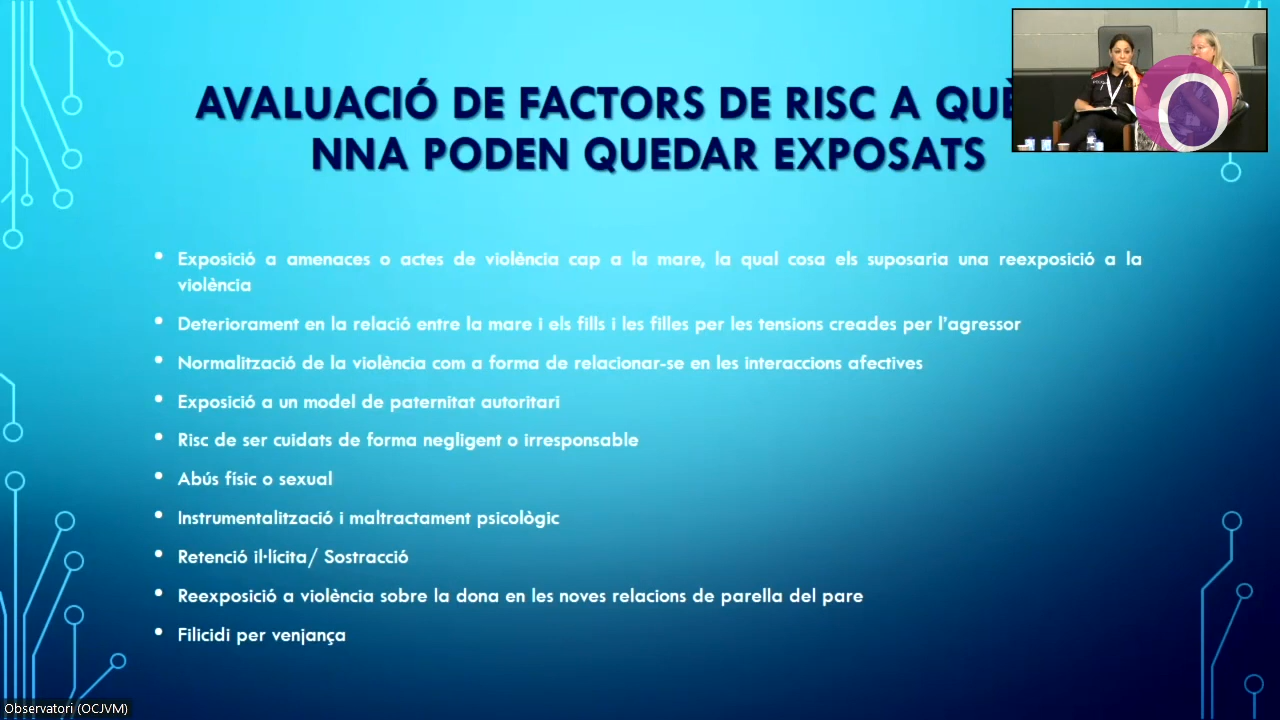 AVALUACIÓ DE FACTORS DE RISC A QUÈ
NNA PODEN QUEDAR EXPOSATS
• Exposició a amenaces o actes de violència cap a la mare, la qual cosa els suposaria una reexposició a la
violència
• Deteriorament en la relació entre la mare i els fills i les filles per les tensions creades per l'agressor
• Normalització de la violència com a forma de relacionar-se en les interaccions afectives
• Exposició a un model de paternitat autoritari
• Risc de ser cuidats de forma negligent o irresponsable
• Abús físic o sexual
• Instrumentalització i maltractament psicològic
• Retenció il·lícita/ Sostracció
• Reexposició a violència sobre la dona en les noves relacions de parella del pare
• Filicidi per venjança
Observatori (OCJVM)